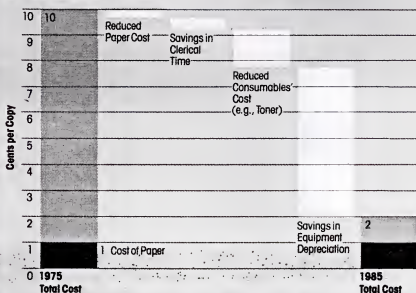 Cents per Copy
10
9
8
7
6
5
4
3
2
1
0
10
Reduced
Paper Cost
Savings in
Clerical
Time
Reduced
Consumables'
Cost
(e.g., Toner)
Savings in
Equipment
Depreciation
2
1 Cost of Paper
1975
Total Cost
1985
Total Cost